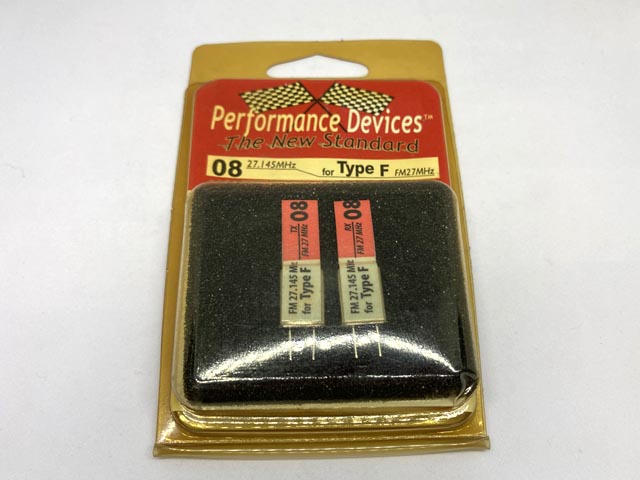 Performance Devices™
The New Standard
08 27.145MHz for Type F FM27MHz
TX 08
FM 27 MHz
FM 27.145 MHz
for Type F
RX 08
FM 27 MHz
FM 27.145 MHz
for Type F